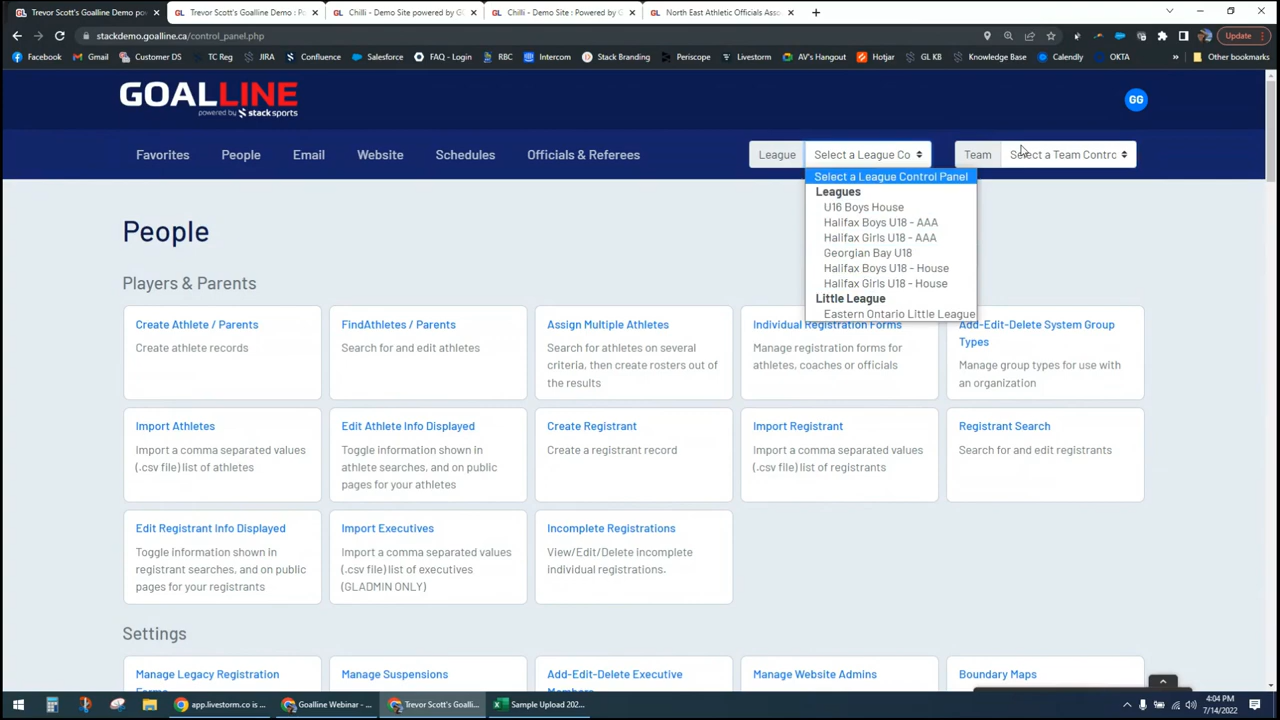 Trevor Scott's Goalline Demo : pow
Trevor Scott's Goalline Demo : Po
Chilli - Demo Site powered by GO
Chilli - Demo Site : Powered by G
North East Athletic Officials Asso
stackdemo.goalline.ca/control_panel.php
Update
Facebook
Gmail
Customer DS
TC Reg
JIRA
Confluence
Salesforce
FAQ - Login
RBC
Intercom
Stack Branding
Periscope
Livestorm
AV's Hangout
Hotjar
GL KB
Knowledge Base
Calendly
OKTA
Other bookmarks
GOALLINE
powered by stack sports
GG
Favorites
People
Email
Website
Schedules
Officials & Referees
League
Select a League Co
Team
Select a Team Contro
Select a League Control Panel
Leagues
U16 Boys House
Halifax Boys U18 - AAA
Halifax Girls U18 - AAA
Georgian Bay U18
Halifax Boys U18 - House
Halifax Girls U18 - House
Little League
Eastern Ontario Little League
People
Players & Parents
Create Athlete / Parents
Create athlete records
FindAthletes / Parents
Search for and edit athletes
Assign Multiple Athletes
Search for athletes on several
criteria, then create rosters out of
the results
Individual Registration Forms
Manage registration forms for
athletes, coaches or officials
Add-Edit-Delete System Group
Types
Manage group types for use with
an organization
Import Athletes
Import a comma separated values
(.csv file) list of athletes
Edit Athlete Info Displayed
Toggle information shown in
athlete searches, and on public
pages for your athletes
Create Registrant
Create a registrant record
Import Registrant
Import a comma separated values
(.csv file) list of registrants
Registrant Search
Search for and edit registrants
Edit Registrant Info Displayed
Toggle information shown in
registrant searches, and on public
pages for your registrants
Import Executives
Import a comma separated values
(.csv file) list of executives
(GLADMIN ONLY)
Incomplete Registrations
View/Edit/Delete incomplete
individual registrations.
Settings
Manage Legacy Registration
Forms
Manage Suspensions
Add-Edit-Delete Executive
Members
Manage Website Admins
Boundary Maps
app.livestorm.co is ...
Goalline Webinar - ...
Trevor Scott's Goalli...
Sample Upload 202...
4:04 PM
7/14/2022